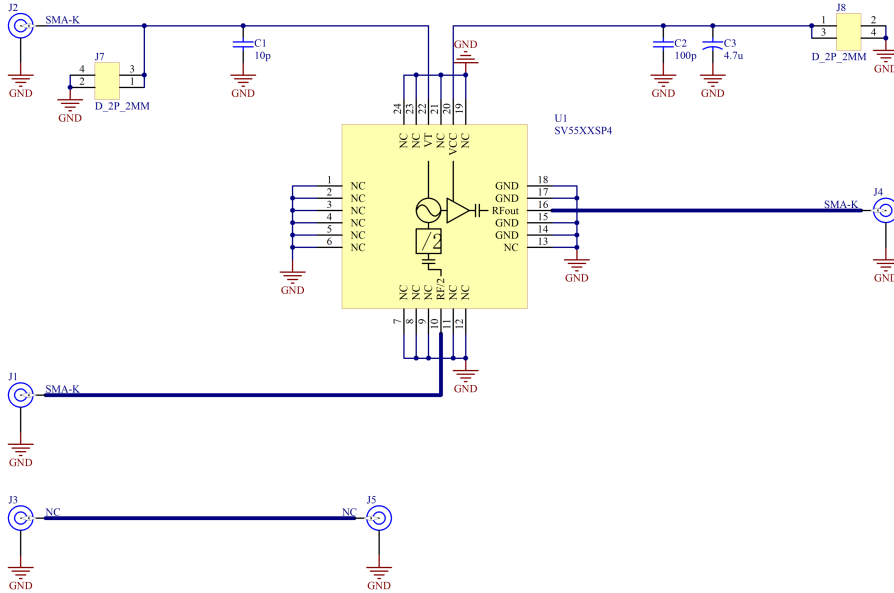 J2
SMA-K
GND
J7
4
3
2
1
D_2P_2MM
GND
C1
10p
GND
GND
C2
100p
GND
C3
4.7u
GND
J8
1
2
3
4
D_2P_2MM
GND
24
23
22
21
20
19
NC
NC
VT
NC
VCC
NC
U1
SV55XXSP4
1 NC
2 NC
3 NC
4 NC
5 NC
6 NC
GND
GND 18
GND 17
RFout 16
GND 15
GND 14
NC 13
GND
SMA-K
J4
GND
/2
NC
NC
NC
RF/2
NC
NC
7
8
9
10
11
12
GND
J1
SMA-K
GND
J3
NC
GND
NC
J5
GND